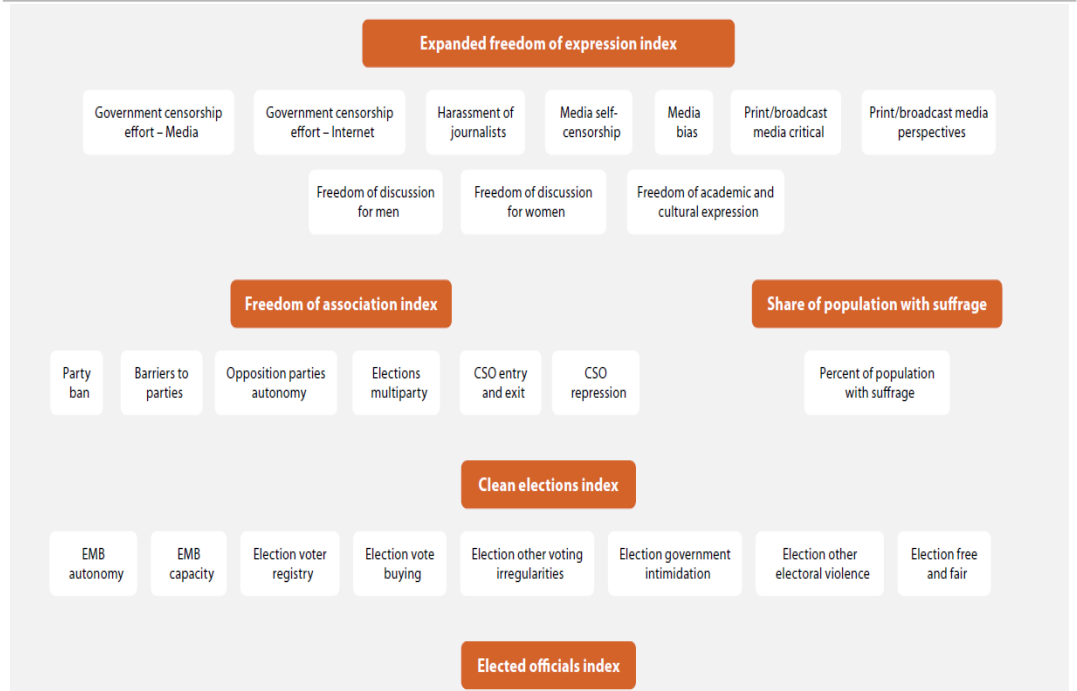 Expanded freedom of expression index
Government censorship
effort – Media
Government censorship
effort – Internet
Harassment of
journalists
Media self-
censorship
Media
bias
Print/broadcast
media critical
Print/broadcast media
perspectives
Freedom of discussion
for men
Freedom of discussion
for women
Freedom of academic and
cultural expression
Freedom of association index
Share of population with suffrage
Party
ban
Barriers to
parties
Opposition parties
autonomy
Elections
multiparty
CSO entry
and exit
CSO
repression
Percent of population
with suffrage
Clean elections index
EMB
autonomy
EMB
capacity
Election voter
registry
Election vote
buying
Election other voting
irregularities
Election government
intimidation
Election other
electoral violence
Election free
and fair
Elected officials index